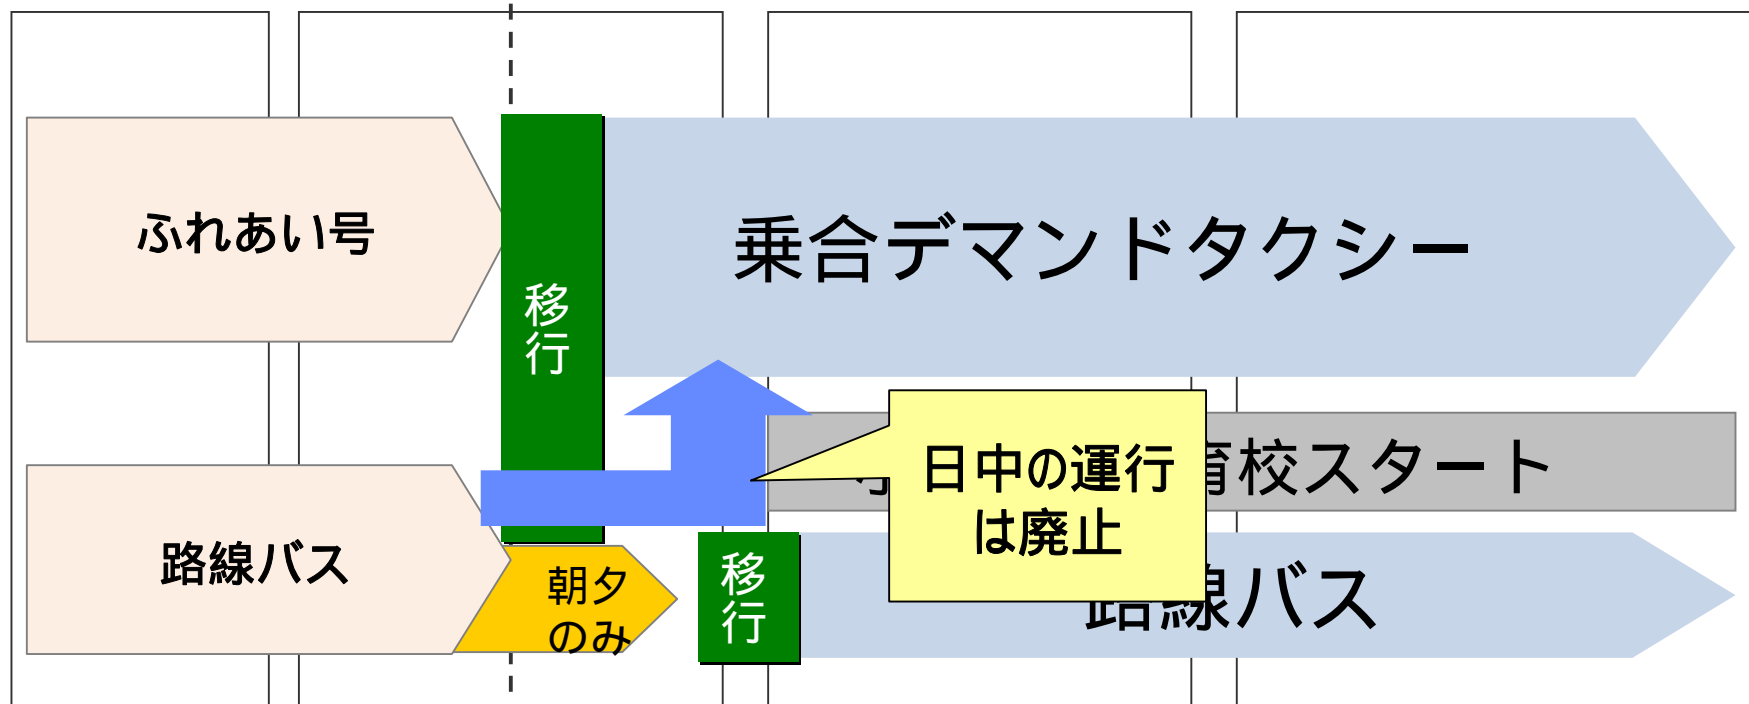 ふれあい号
移行
乗合デマンドタクシー
日中の運行
は廃止
校スタート
路線バス
朝夕
のみ
移行
路線バス